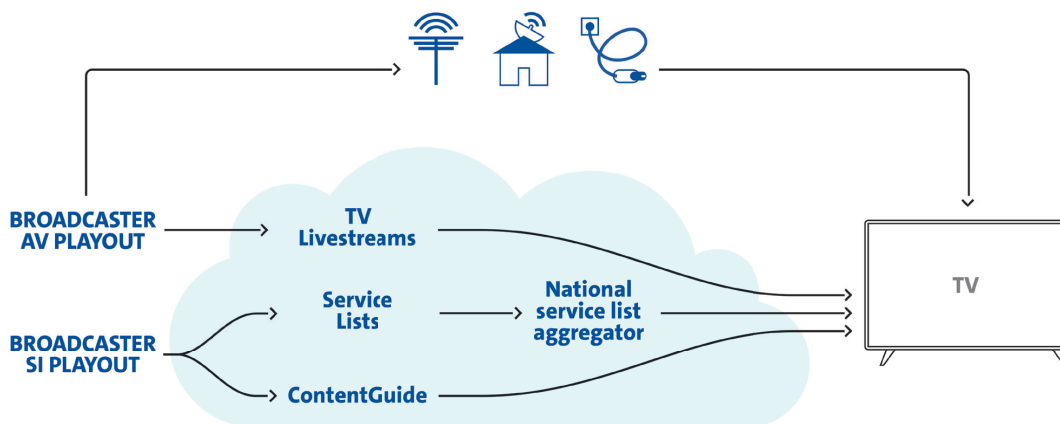 BROADCASTER
AV PLAYOUT
TV
Livestreams
TV
Service
Lists
National
service list
aggregator
BROADCASTER
SI PLAYOUT
ContentGuide